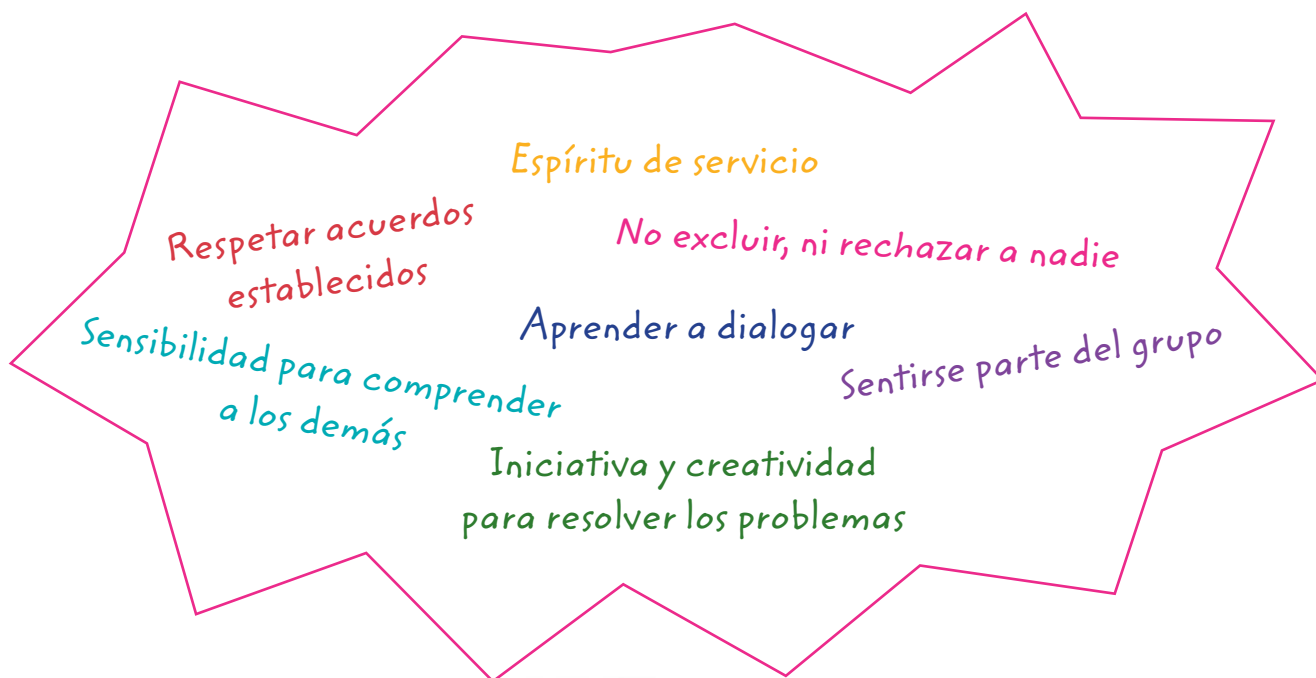 Espíritu de servicio
Respetar acuerdos
establecidos
No excluir, ni rechazar a nadie
Aprender a dialogar
Sensibilidad para comprender
a los demás
Sentirse parte del grupo
Iniciativa y creatividad
para resolver los problemas